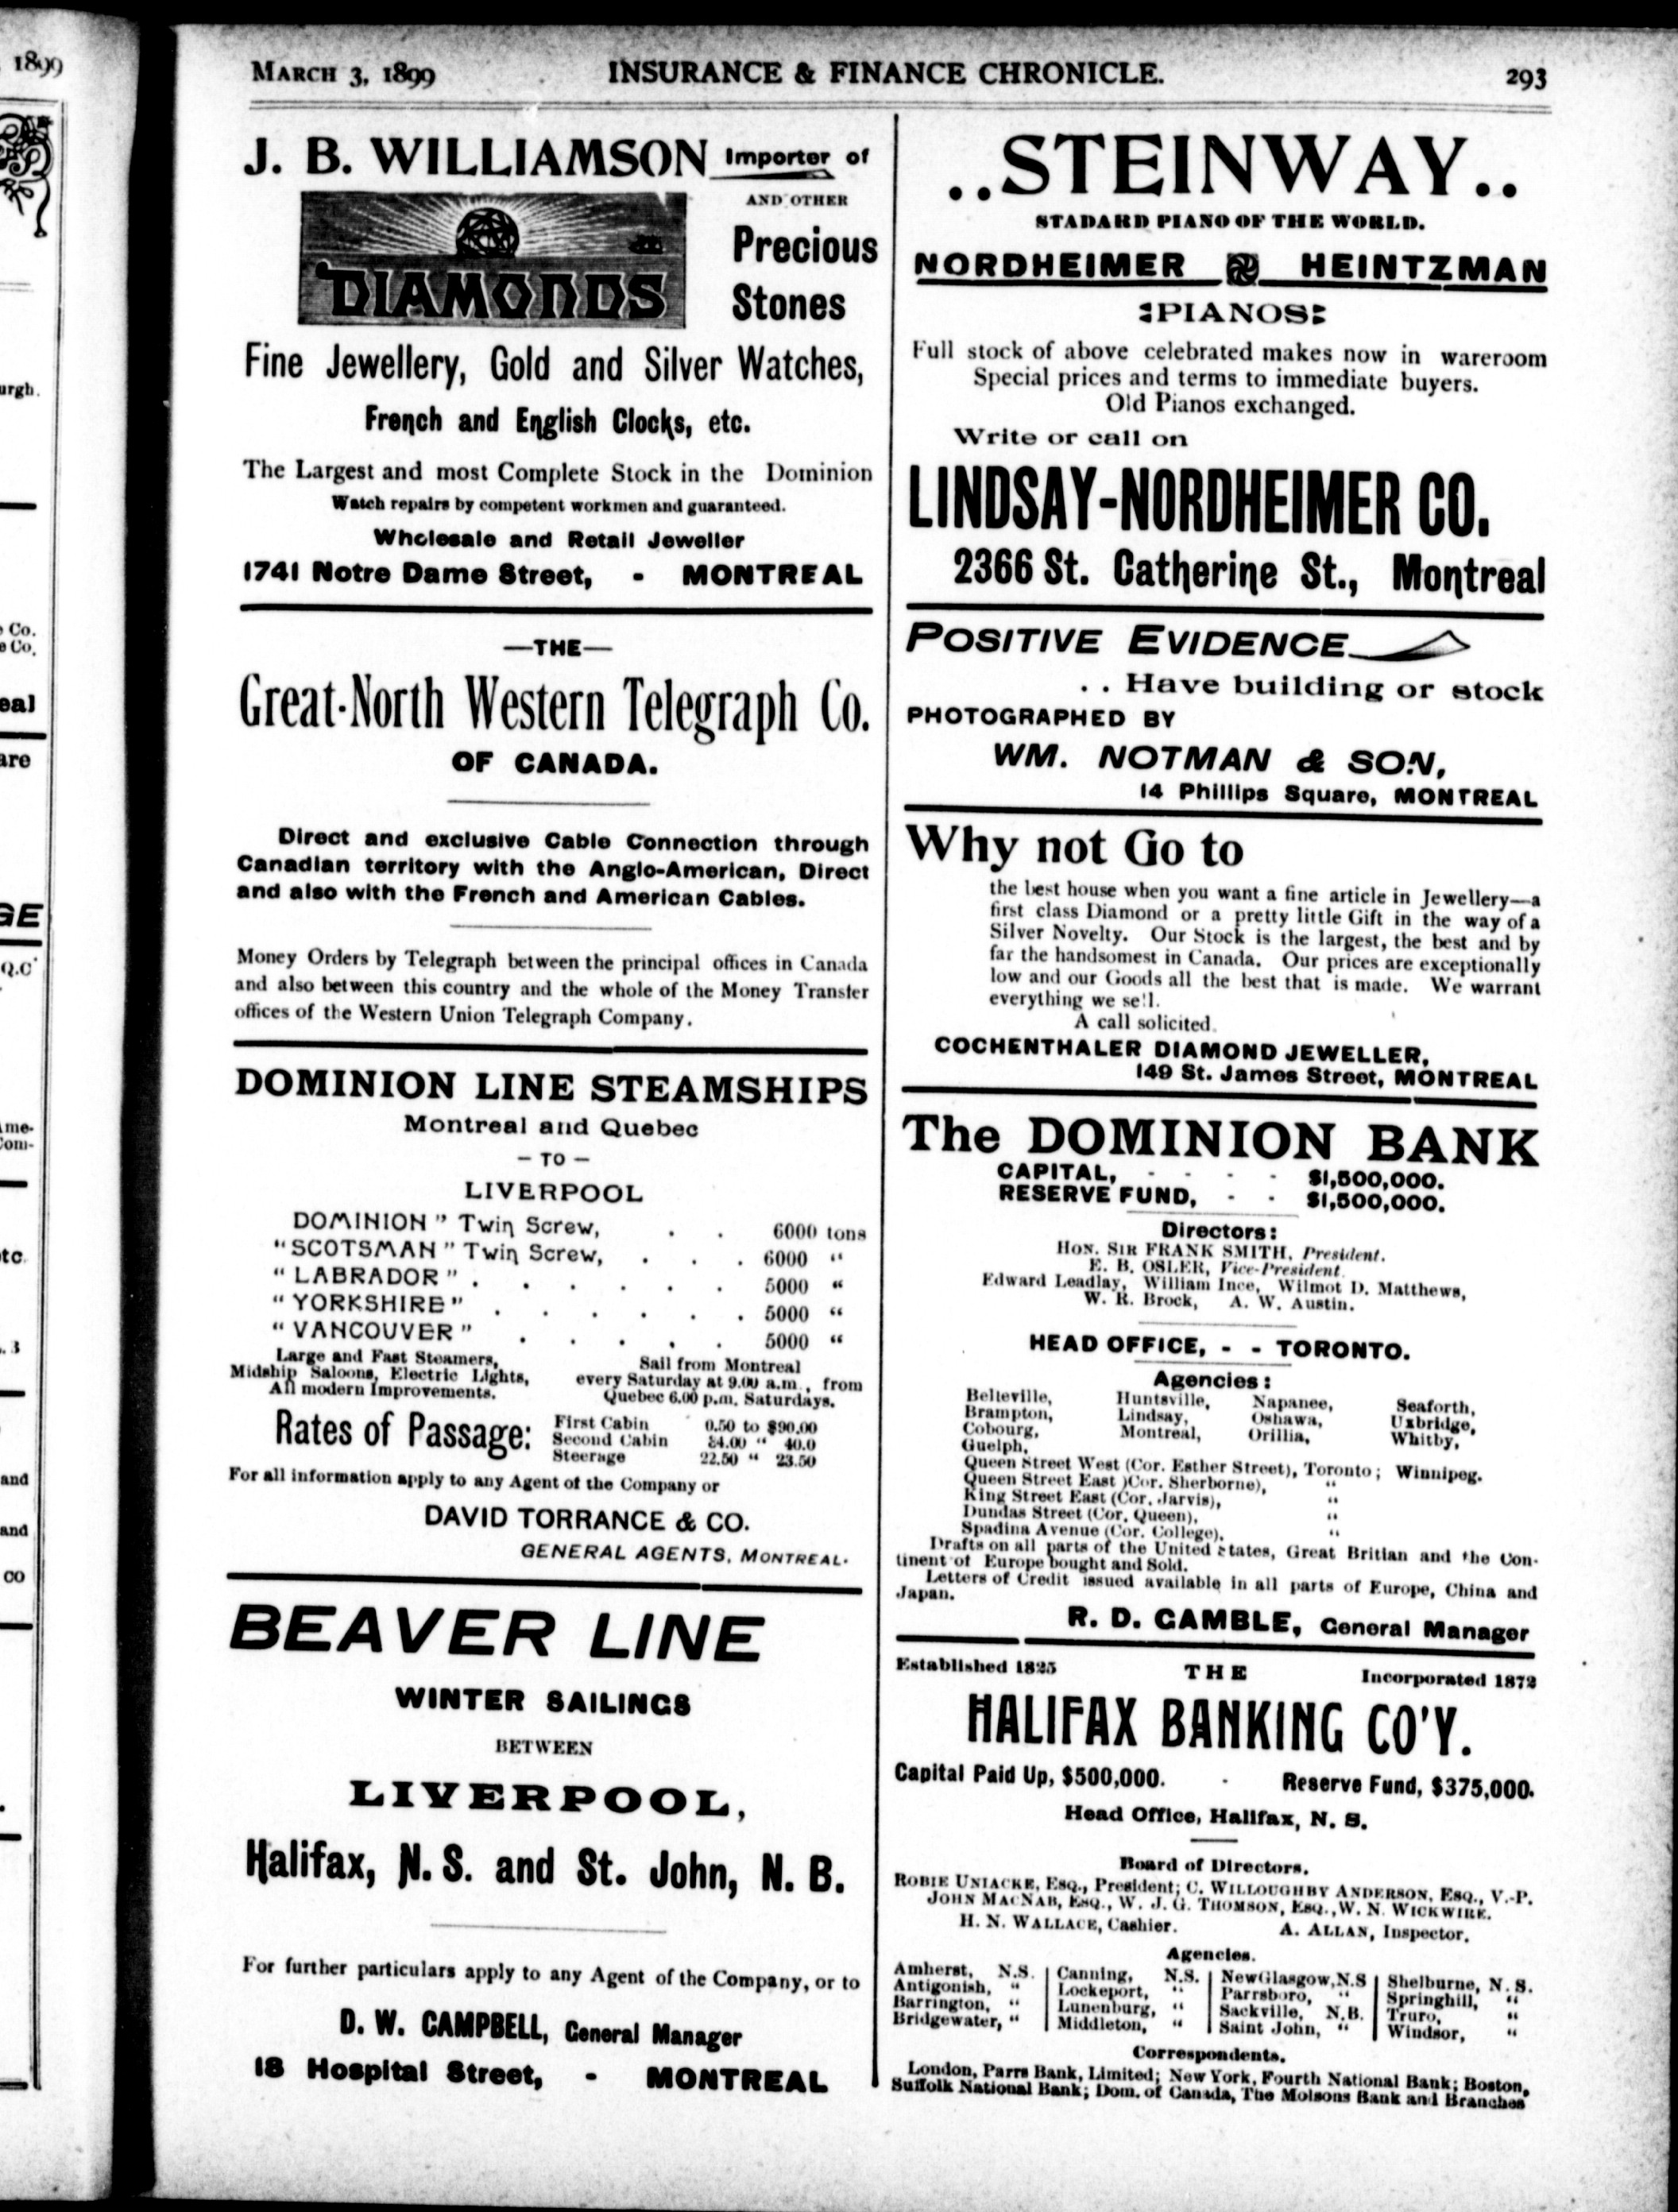 1899
urgh.
Co.
Co.
eal
are
GE
Q.C
Ame-
Com-
etc.
and
and
CO
MARCH 3, 1899 INSURANCE & FINANCE CHRONICLE. 293
J. B. WILLIAMSON Importer of
DIAMONDS
AND OTHER
Precious
Stones
Fine Jewellery, Gold and Silver Watches,
French and English Clocks, etc.
The Largest and most Complete Stock in the Dominion
Watch repairs by competent workmen and guaranteed.
Wholesale and Retail Jeweller
1741 Notre Dame Street, - MONTREAL
—THE—
Great-North Western Telegraph Co.
OF CANADA.
Direct and exclusive Cable Connection through
Canadian territory with the Anglo-American, Direct
and also with the French and American Cables.
Money Orders by Telegraph between the principal offices in Canada
and also between this country and the whole of the Money Transfer
offices of the Western Union Telegraph Company.
DOMINION LINE STEAMSHIPS
Montreal and Quebec
– TO –
LIVERPOOL
DOMINION " Twin Screw, . . 6000 tons
"SCOTSMAN " Twin Screw, . . . 6000 "
" LABRADOR " . . . . . . 5000 "
" YORKSHIRE " . . . . . . 5000 "
" VANCOUVER " . . . . . 5000 "
Large and Fast Steamers,
Midship Saloons, Electric Lights,
All modern Improvements.
Sail from Montreal
every Saturday at 9.00 a.m., from
Quebec 6.00 p.m. Saturdays.
Rates of Passage:
First Cabin 0.50 to $90.00
Second Cabin 34.00 " 40.0
Steerage 22.50 " 23.50
For all information apply to any Agent of the Company or
DAVID TORRANCE & CO.
GENERAL AGENTS, MONTREAL.
BEAVER LINE
WINTER SAILINGS
BETWEEN
LIVERPOOL,
Halifax, N. S. and St. John, N. B.
For further particulars apply to any Agent of the Company, or to
D. W. CAMPBELL, General Manager
18 Hospital Street, - MONTREAL
..STEINWAY..
STADARD PIANO OF THE WORLD.
NORDHEIMER HEINTZMAN
:PIANOS:
Full stock of above celebrated makes now in wareroom
Special prices and terms to immediate buyers.
Old Pianos exchanged.
Write or call on
LINDSAY-NORDHEIMER CO.
2366 St. Catherine St., Montreal
POSITIVE EVIDENCE
. . Have building or stock
PHOTOGRAPHED BY
WM. NOTMAN & SON,
14 Phillips Square, MONTREAL
Why not Go to
the best house when you want a fine article in Jewellery—a
first class Diamond or a pretty little Gift in the way of a
Silver Novelty. Our Stock is the largest, the best and by
far the handsomest in Canada. Our prices are exceptionally
low and our Goods all the best that is made. We warrant
everything we sell.
A call solicited.
COCHENTHALER DIAMOND JEWELLER,
149 St. James Street, MONTREAL
The DOMINION BANK
CAPITAL, - - - - $1,500,000.
RESERVE FUND, - - $1,500,000.
Directors:
HON. SIR FRANK SMITH, President.
E. B. OSLER, Vice-President.
Edward Leadlay, William Ince, Wilmot D. Matthews,
W. R. Brock, A. W. Austin.
HEAD OFFICE, - - TORONTO.
Agencies:
Belleville, Huntsville, Napanee, Seaforth,
Brampton, Lindsay, Oshawa, Uxbridge,
Cobourg, Montreal, Orillia, Whitby,
Guelph,
Queen Street West (Cor. Esther Street), Toronto; Winnipeg.
Queen Street East )Cor. Sherborne), "
King Street East (Cor. Jarvis), "
Dundas Street (Cor. Queen), "
Spadina Avenue (Cor. College), "
Drafts on all parts of the United States, Great Britian and the Con-
tinent of Europe bought and Sold.
Letters of Credit issued available in all parts of Europe, China and
Japan.
R. D. GAMBLE, General Manager
Established 1825 THE Incorporated 1872
HALIFAX BANKING CO'Y.
Capital Paid Up, $500,000. - Reserve Fund, $375,000.
Head Office, Halifax, N. S.
Board of Directors.
ROBIE UNIACKE, ESQ., President; C. WILLOUGHBY ANDERSON, ESQ., V.-P.
JOHN MACNAB, ESQ., W. J. G. THOMSON, ESQ., W. N. WICKWIRE.
H. N. WALLACE, Cashier. A. ALLAN, Inspector.
Agencies.
Amherst, N.S. | Canning, N.S. | NewGlasgow, N.S | Shelburne, N. S.
Antigonish, " | Lockeport, " | Parrsboro, " | Springhill, "
Barrington, " | Lunenburg, " | Sackville, N.B. | Truro, "
Bridgewater, " | Middleton, " | Saint John, " | Windsor, "
Correspondents.
London, Parrs Bank, Limited; New York, Fourth National Bank; Boston,
Suffolk National Bank; Dom. of Canada, The Molsons Bank and Branches